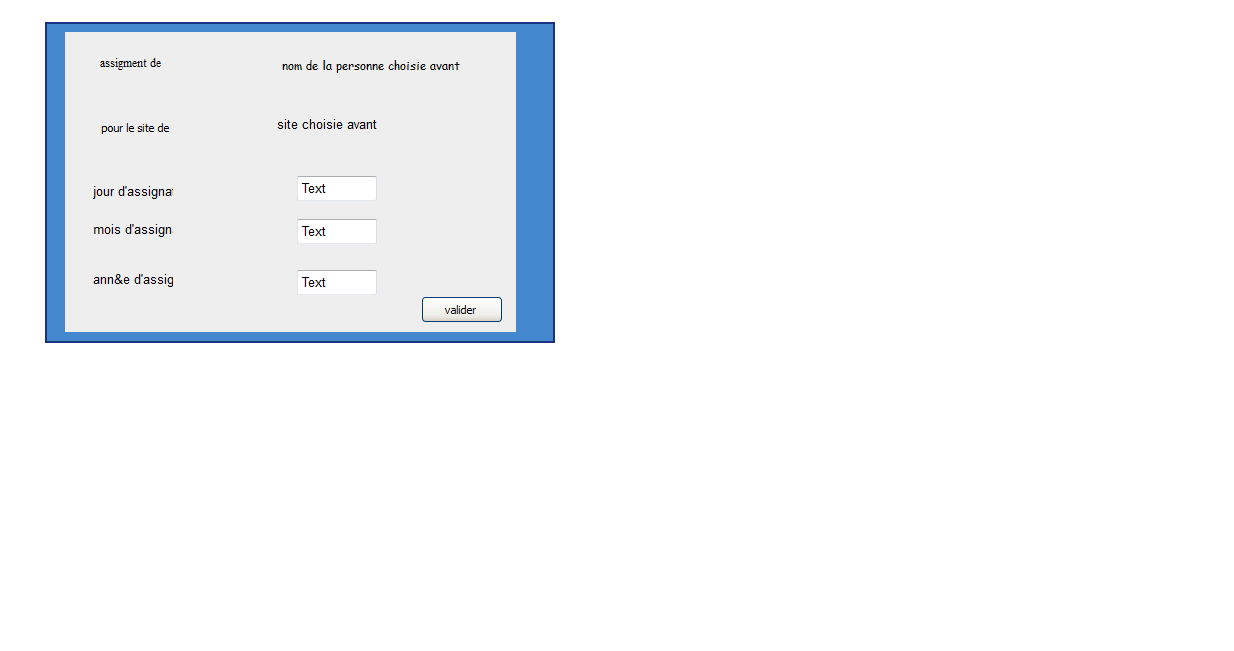 assigment de
nom de la personne choisie avant
pour le site de
site choisie avant
jour d'assignat
Text
mois d'assign
Text
ann&e d'assig
Text
valider